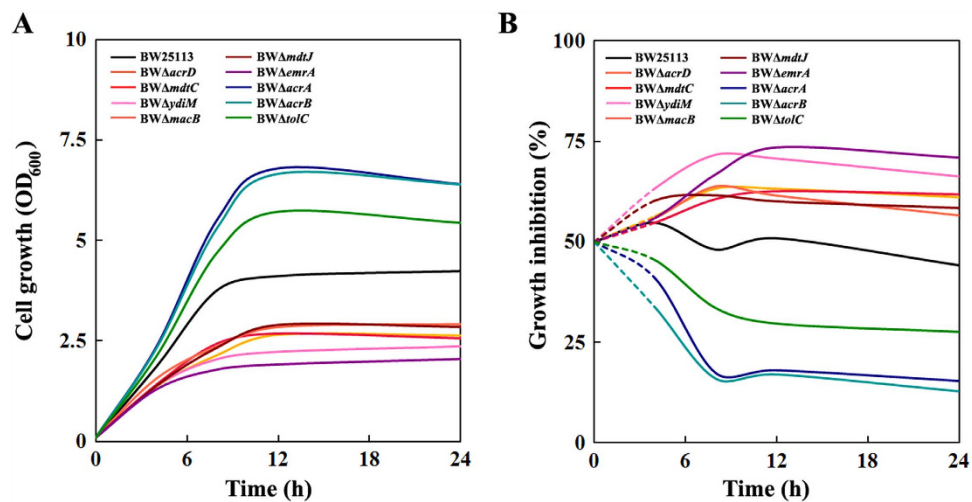 A
10
7.5
5
2.5
0
0 6 12 18 24
Time (h)
Cell growth (OD600)
BW25113
BWΔacrD
BWΔmdtC
BWΔydiM
BWΔmacB
BWΔmdtJ
BWΔemrA
BWΔacrA
BWΔacrB
BWΔtolC
B
100
75
50
25
0
0 6 12 18 24
Time (h)
Growth inhibition (%)
BW25113
BWΔacrD
BWΔmdtC
BWΔydiM
BWΔmacB
BWΔmdtJ
BWΔemrA
BWΔacrA
BWΔacrB
BWΔtolC